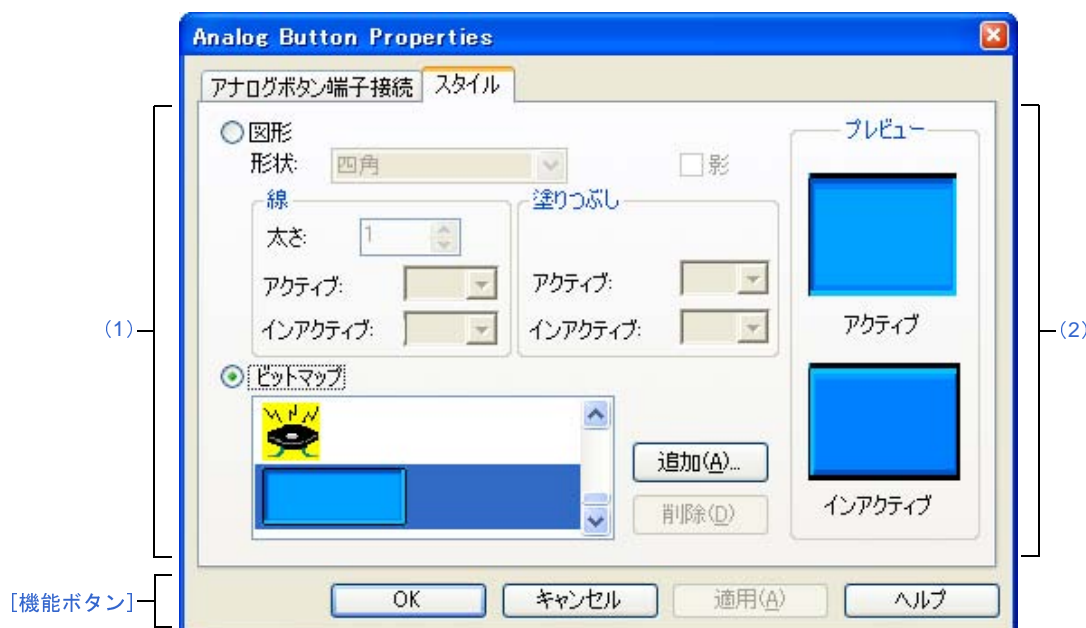 Analog Button Properties
アナログボタン端子接続 スタイル
図形
形状: 四角 影
線
太さ: 1
アクティブ:
インアクティブ:
塗りつぶし
アクティブ:
インアクティブ:
ビットマップ
追加(A)...
削除(D)
プレビュー
アクティブ
インアクティブ
(1)
(2)
[機能ボタン]
OK キャンセル 適用(A) ヘルプ